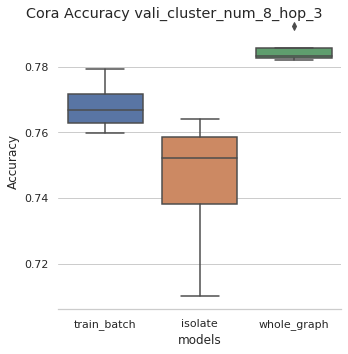 Cora Accuracy vali_cluster_num_8_hop_3
0.78
0.76
0.74
0.72
Accuracy
train_batch isolate whole_graph
models